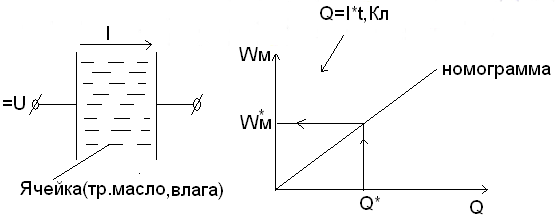 I
=U
Ячейка(тр.масло,влага)
Q=I*t,Кл
Wм
номограмма
Wм*
Q*
Q